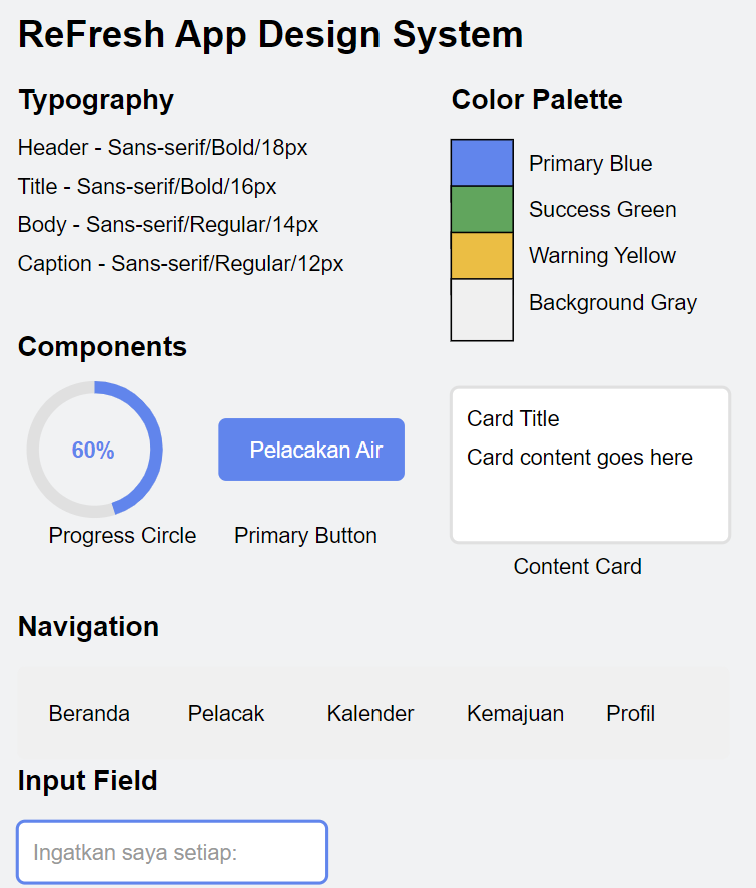 ReFresh App Design System
Typography
Header - Sans-serif/Bold/18px
Title - Sans-serif/Bold/16px
Body - Sans-serif/Regular/14px
Caption - Sans-serif/Regular/12px
Color Palette
Primary Blue
Success Green
Warning Yellow
Background Gray
Components
60%
Progress Circle
Pelacakan Air
Primary Button
Card Title
Card content goes here
Content Card
Navigation
Beranda Pelacak Kalender Kemajuan Profil
Input Field
Ingatkan saya setiap: